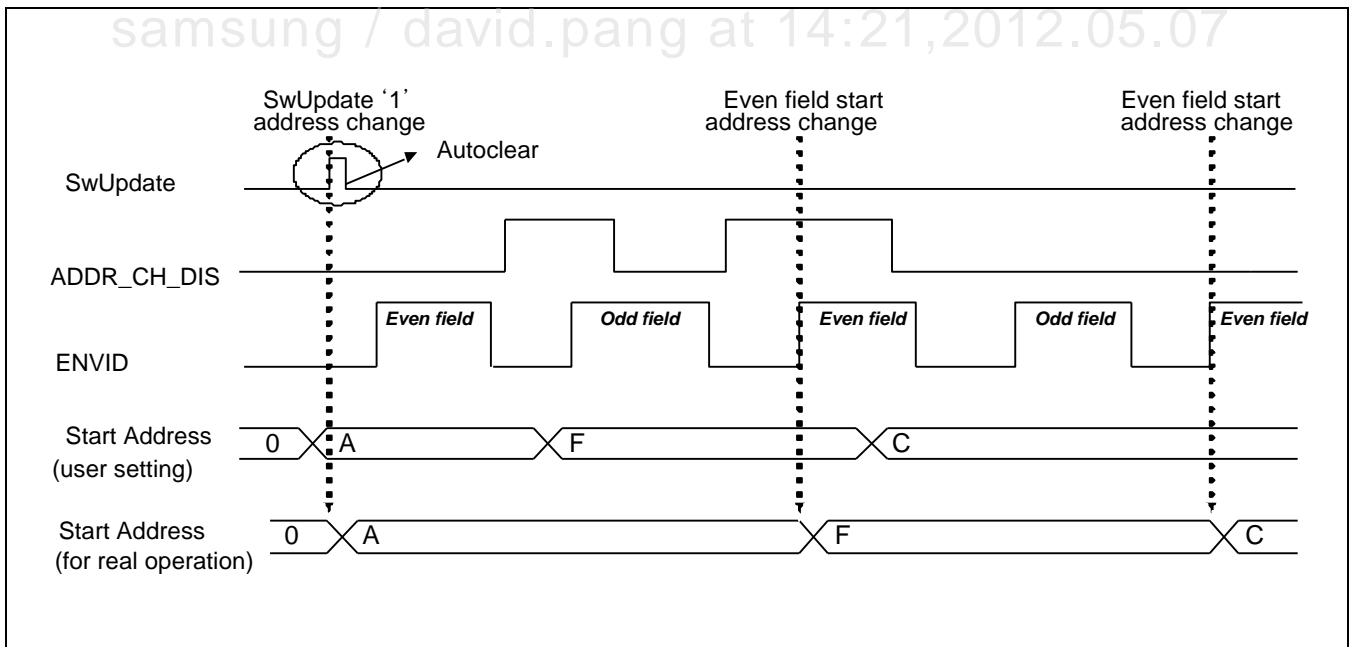 samsung / david.pang at 14:21,2012.05.07
SwUpdate ‘1’
address change
Even field start
address change
Even field start
address change
Autoclear
SwUpdate
ADDR_CH_DIS
Even field
Odd field
Even field
Odd field
Even field
ENVID
Start Address
(user setting)
0
A
F
C
Start Address
(for real operation)
0
A
F
C